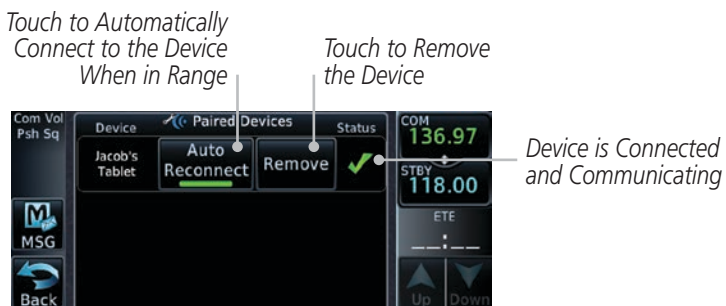 Touch to Automatically
Connect to the Device
When in Range
Touch to Remove
the Device
Com Vol
Psh Sq
Device
Paired Devices
Status
Jacob's
Tablet
Auto
Reconnect
Remove
COM
136.97
STBY
118.00
ETE
__:__
MSG
Back
Up
Down
Device is Connected
and Communicating